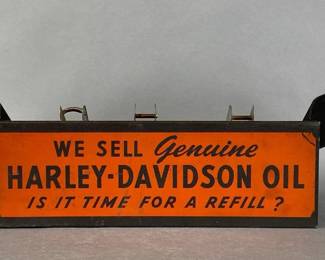 WE SELL Genuine
HARLEY-DAVIDSON OIL
IS IT TIME FOR A REFILL?